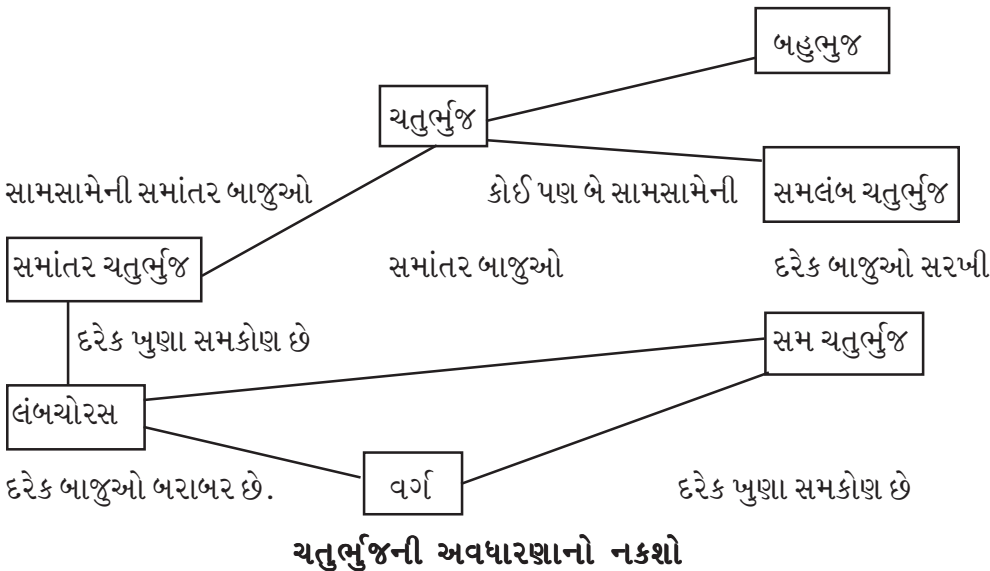 બહુભુજ
ચતુર્ભુજ
સામસામેની સમાંતર બાજુઓ
કોઈ પણ બે સામસામેની
સમલંબ ચતુર્ભુજ
સમાંતર ચતુર્ભુજ
સમાંતર બાજુઓ
દરેક બાજુઓ સરખી
દરેક ખુણા સમકોણ છે
સમ ચતુર્ભુજ
લંબચોરસ
દરેક બાજુઓ બરાબર છે.
વર્ગ
દરેક ખુણા સમકોણ છે
ચતુર્ભુજની અવધારણાનો નકશો